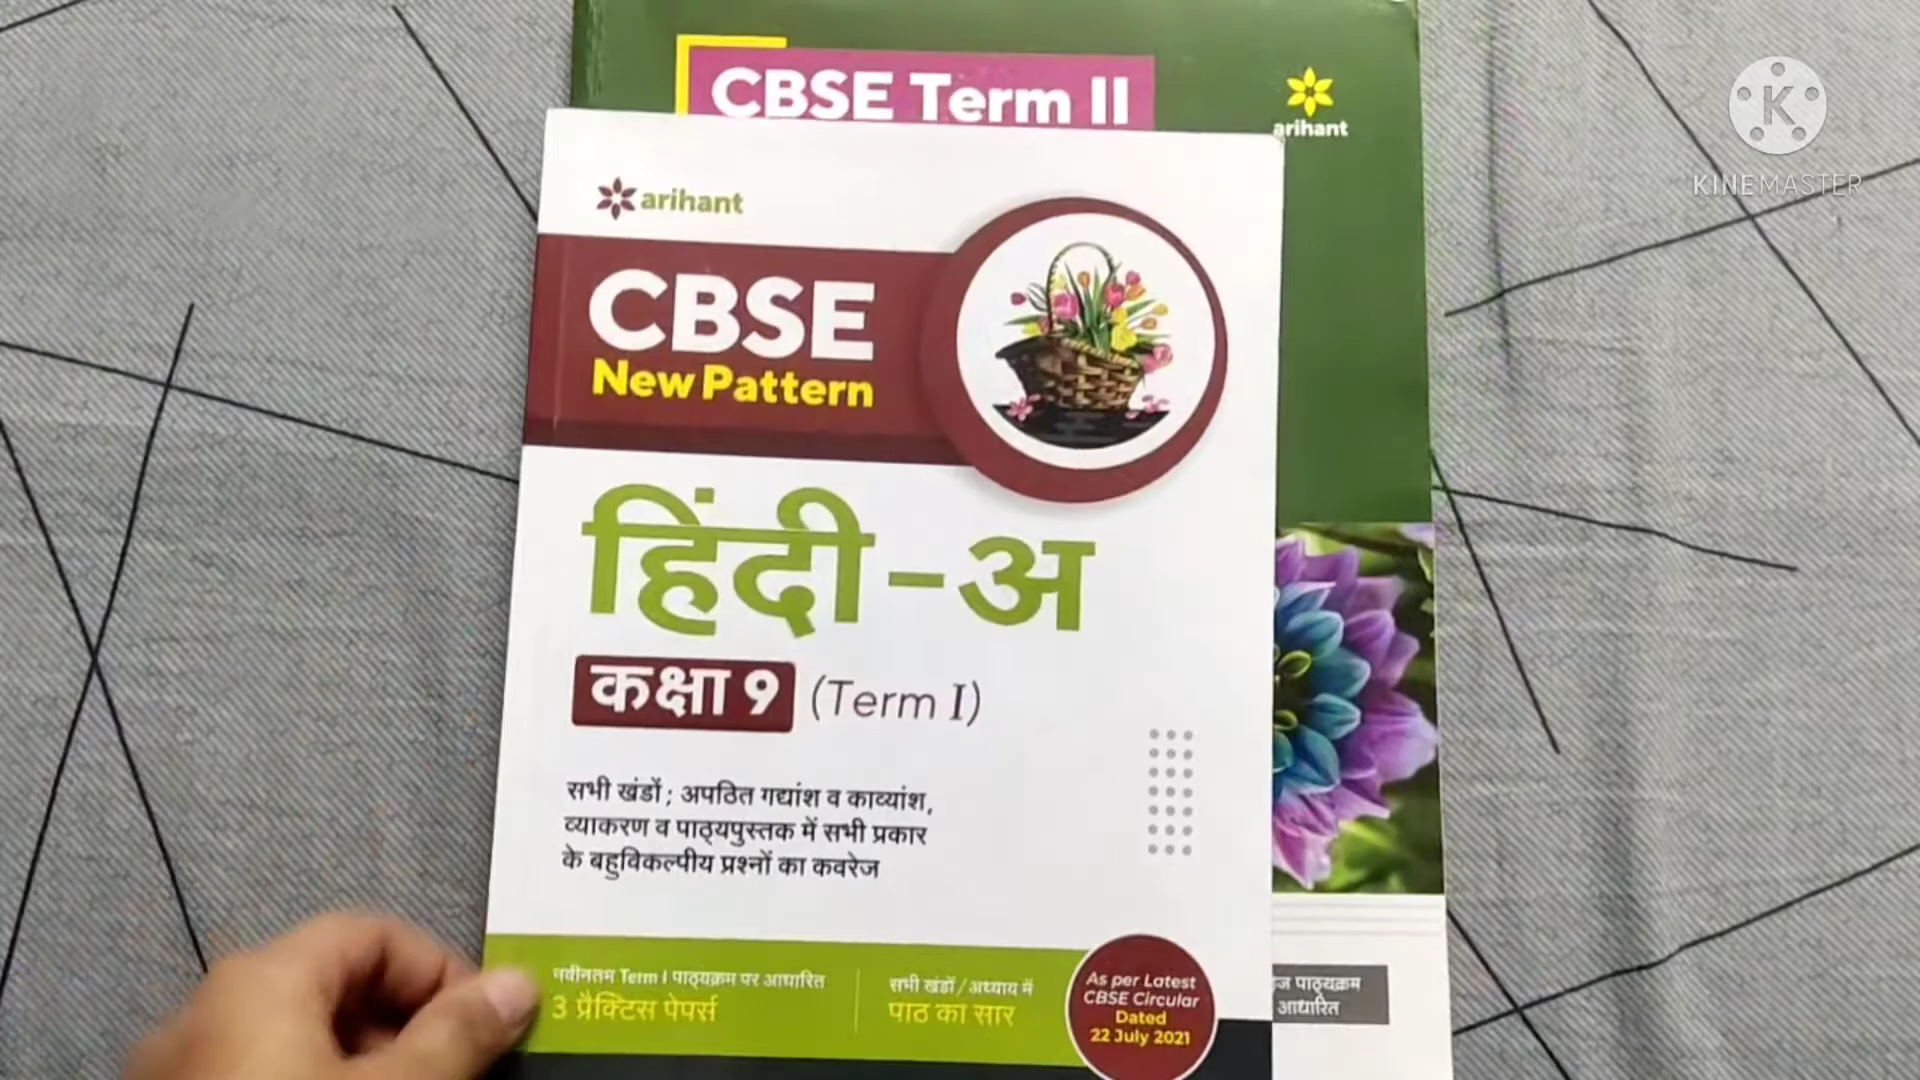 CBSE Term II
arihant
K
KINEMASTER
arihant
CBSE
New Pattern
हिंदी-अ
कक्षा 9 (Term I)
सभी खंडों ; अपठित गद्यांश व काव्यांश,
व्याकरण व पाठ्यपुस्तक में सभी प्रकार
के बहुविकल्पीय प्रश्नों का कवरेज
नवीनतम Term I पाठ्यक्रम पर आधारित
3 प्रैक्टिस पेपर्स
सभी खंडों / अध्याय में
पाठ का सार
As per Latest
CBSE Circular
Dated
22 July 2021
पाठ्यक्रम
आधारित